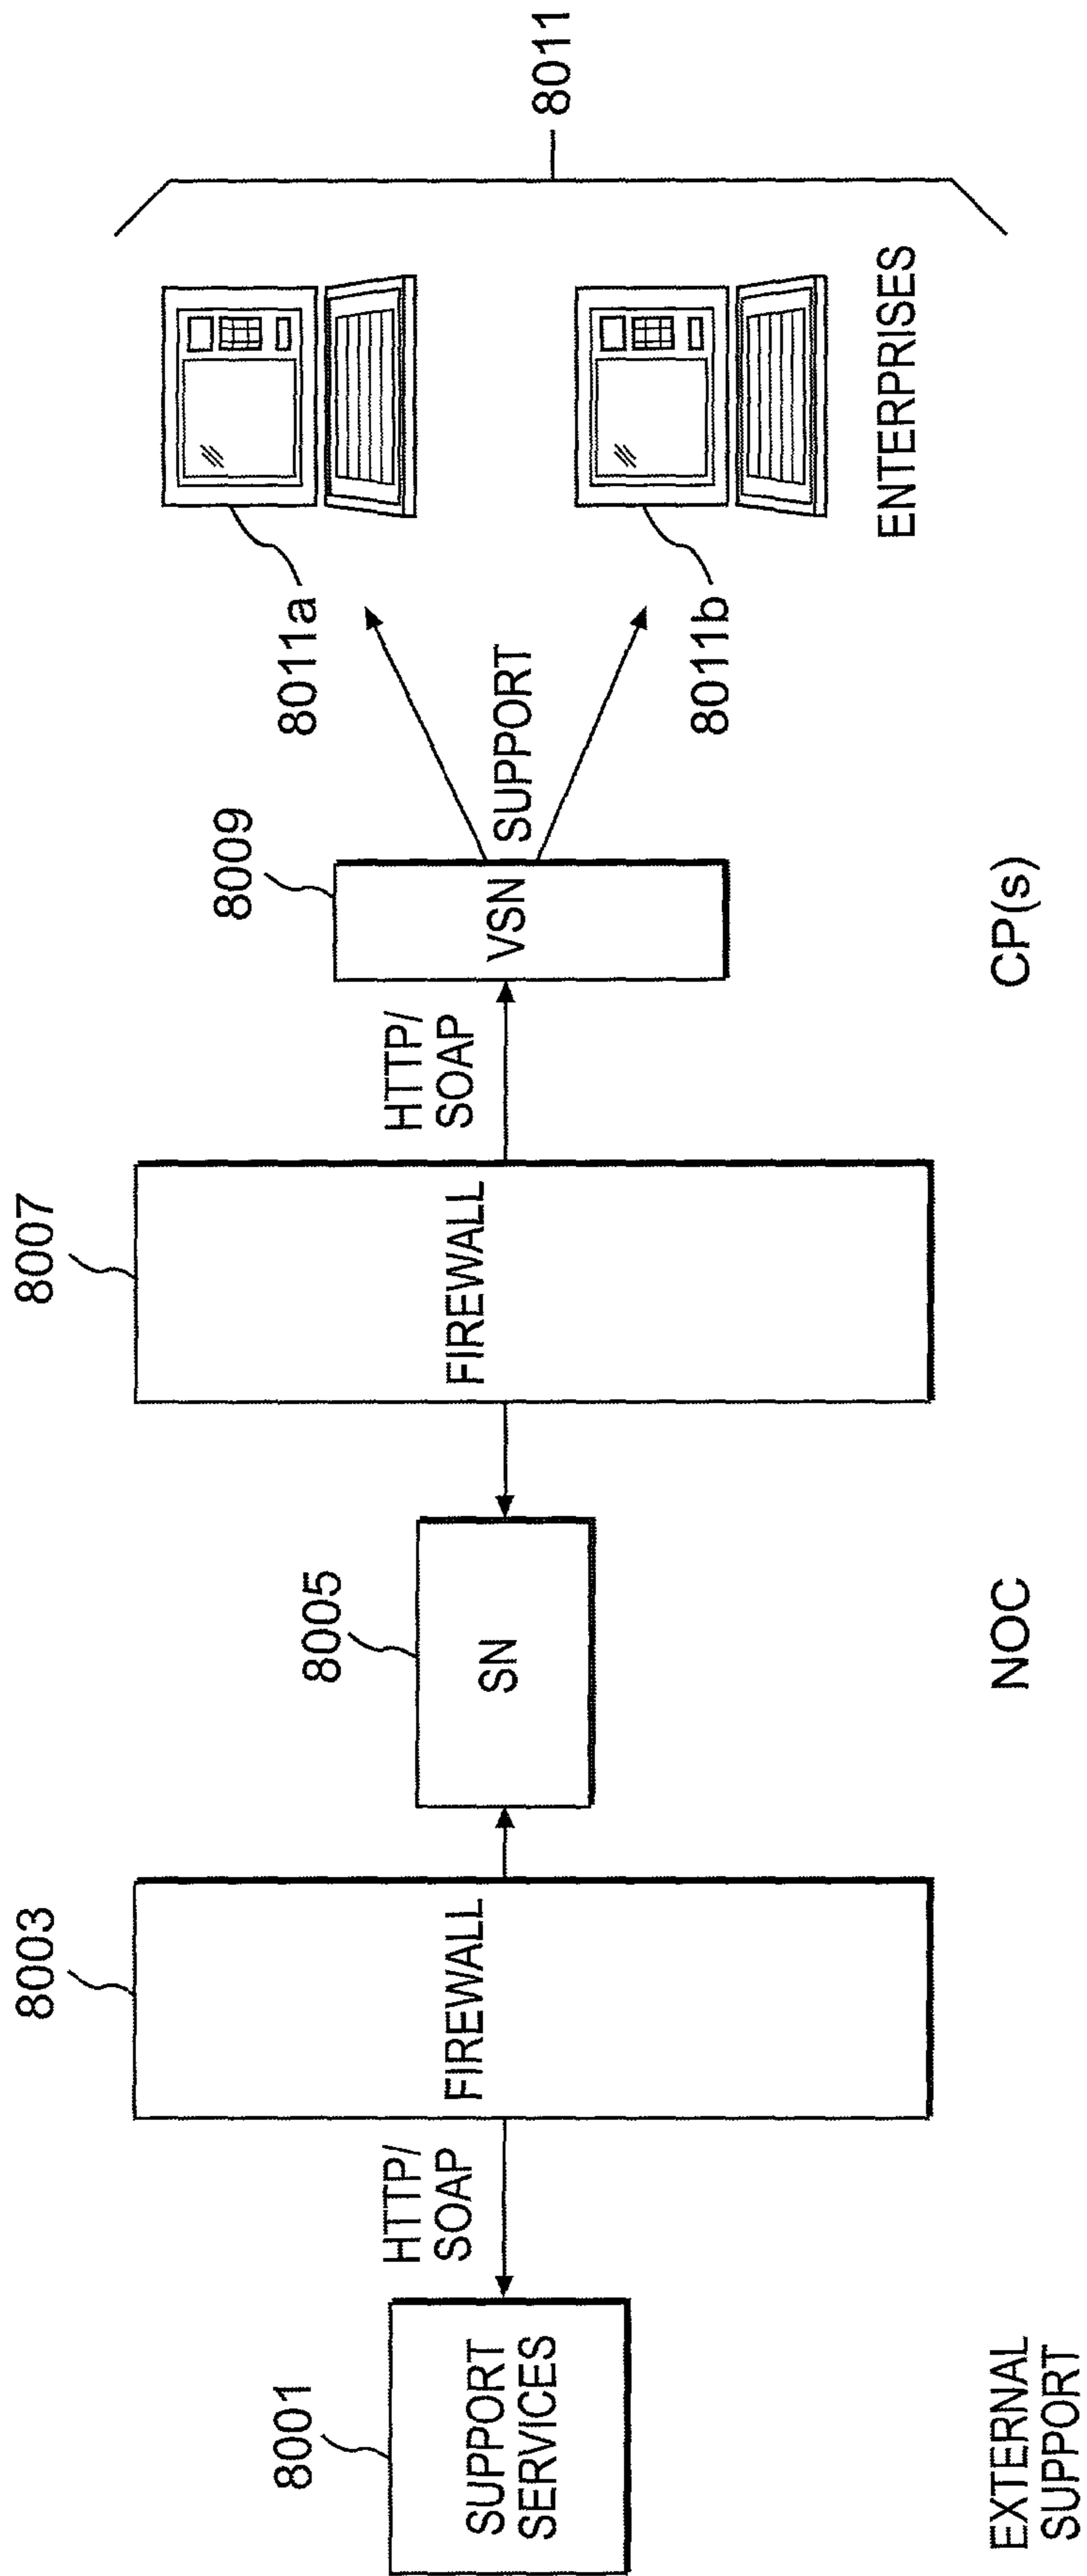 8001
SUPPORT
SERVICES
HTTP/
SOAP
8003
FIREWALL
8005
SN
8007
FIREWALL
HTTP/
SOAP
8009
VSN
SUPPORT
8011a
8011b
8011
EXTERNAL
SUPPORT
NOC
CP(s)
ENTERPRISES